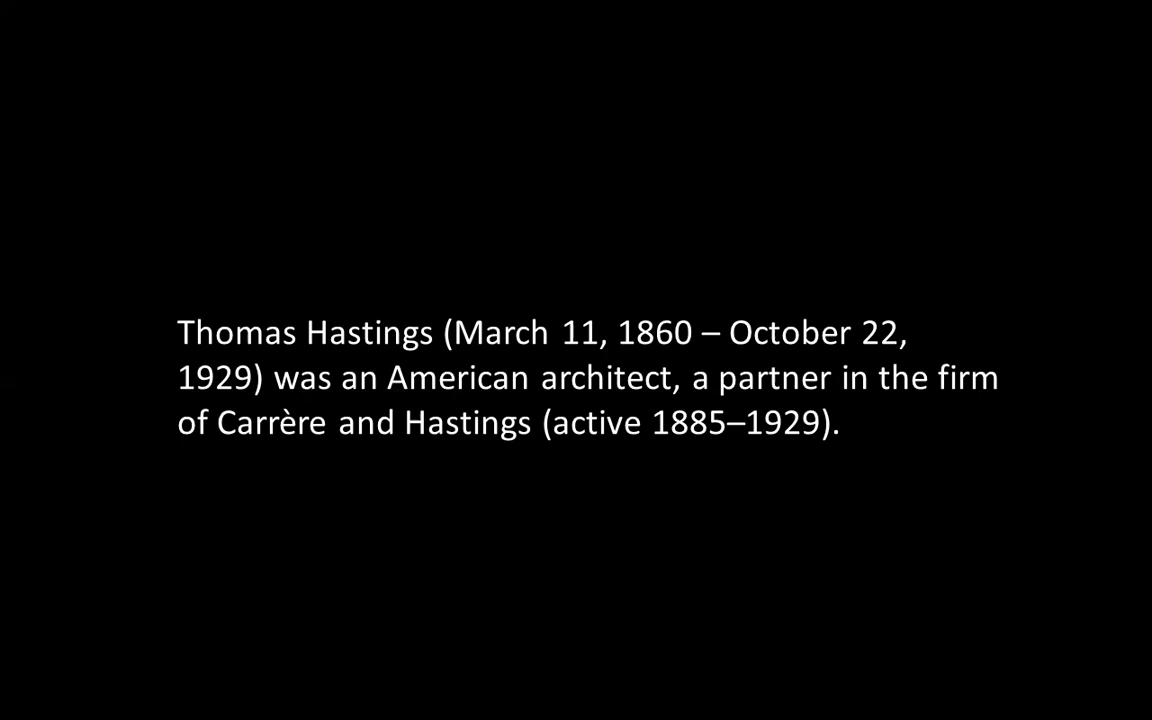 Thomas Hastings (March 11, 1860 – October 22,
1929) was an American architect, a partner in the firm
of Carrère and Hastings (active 1885–1929).